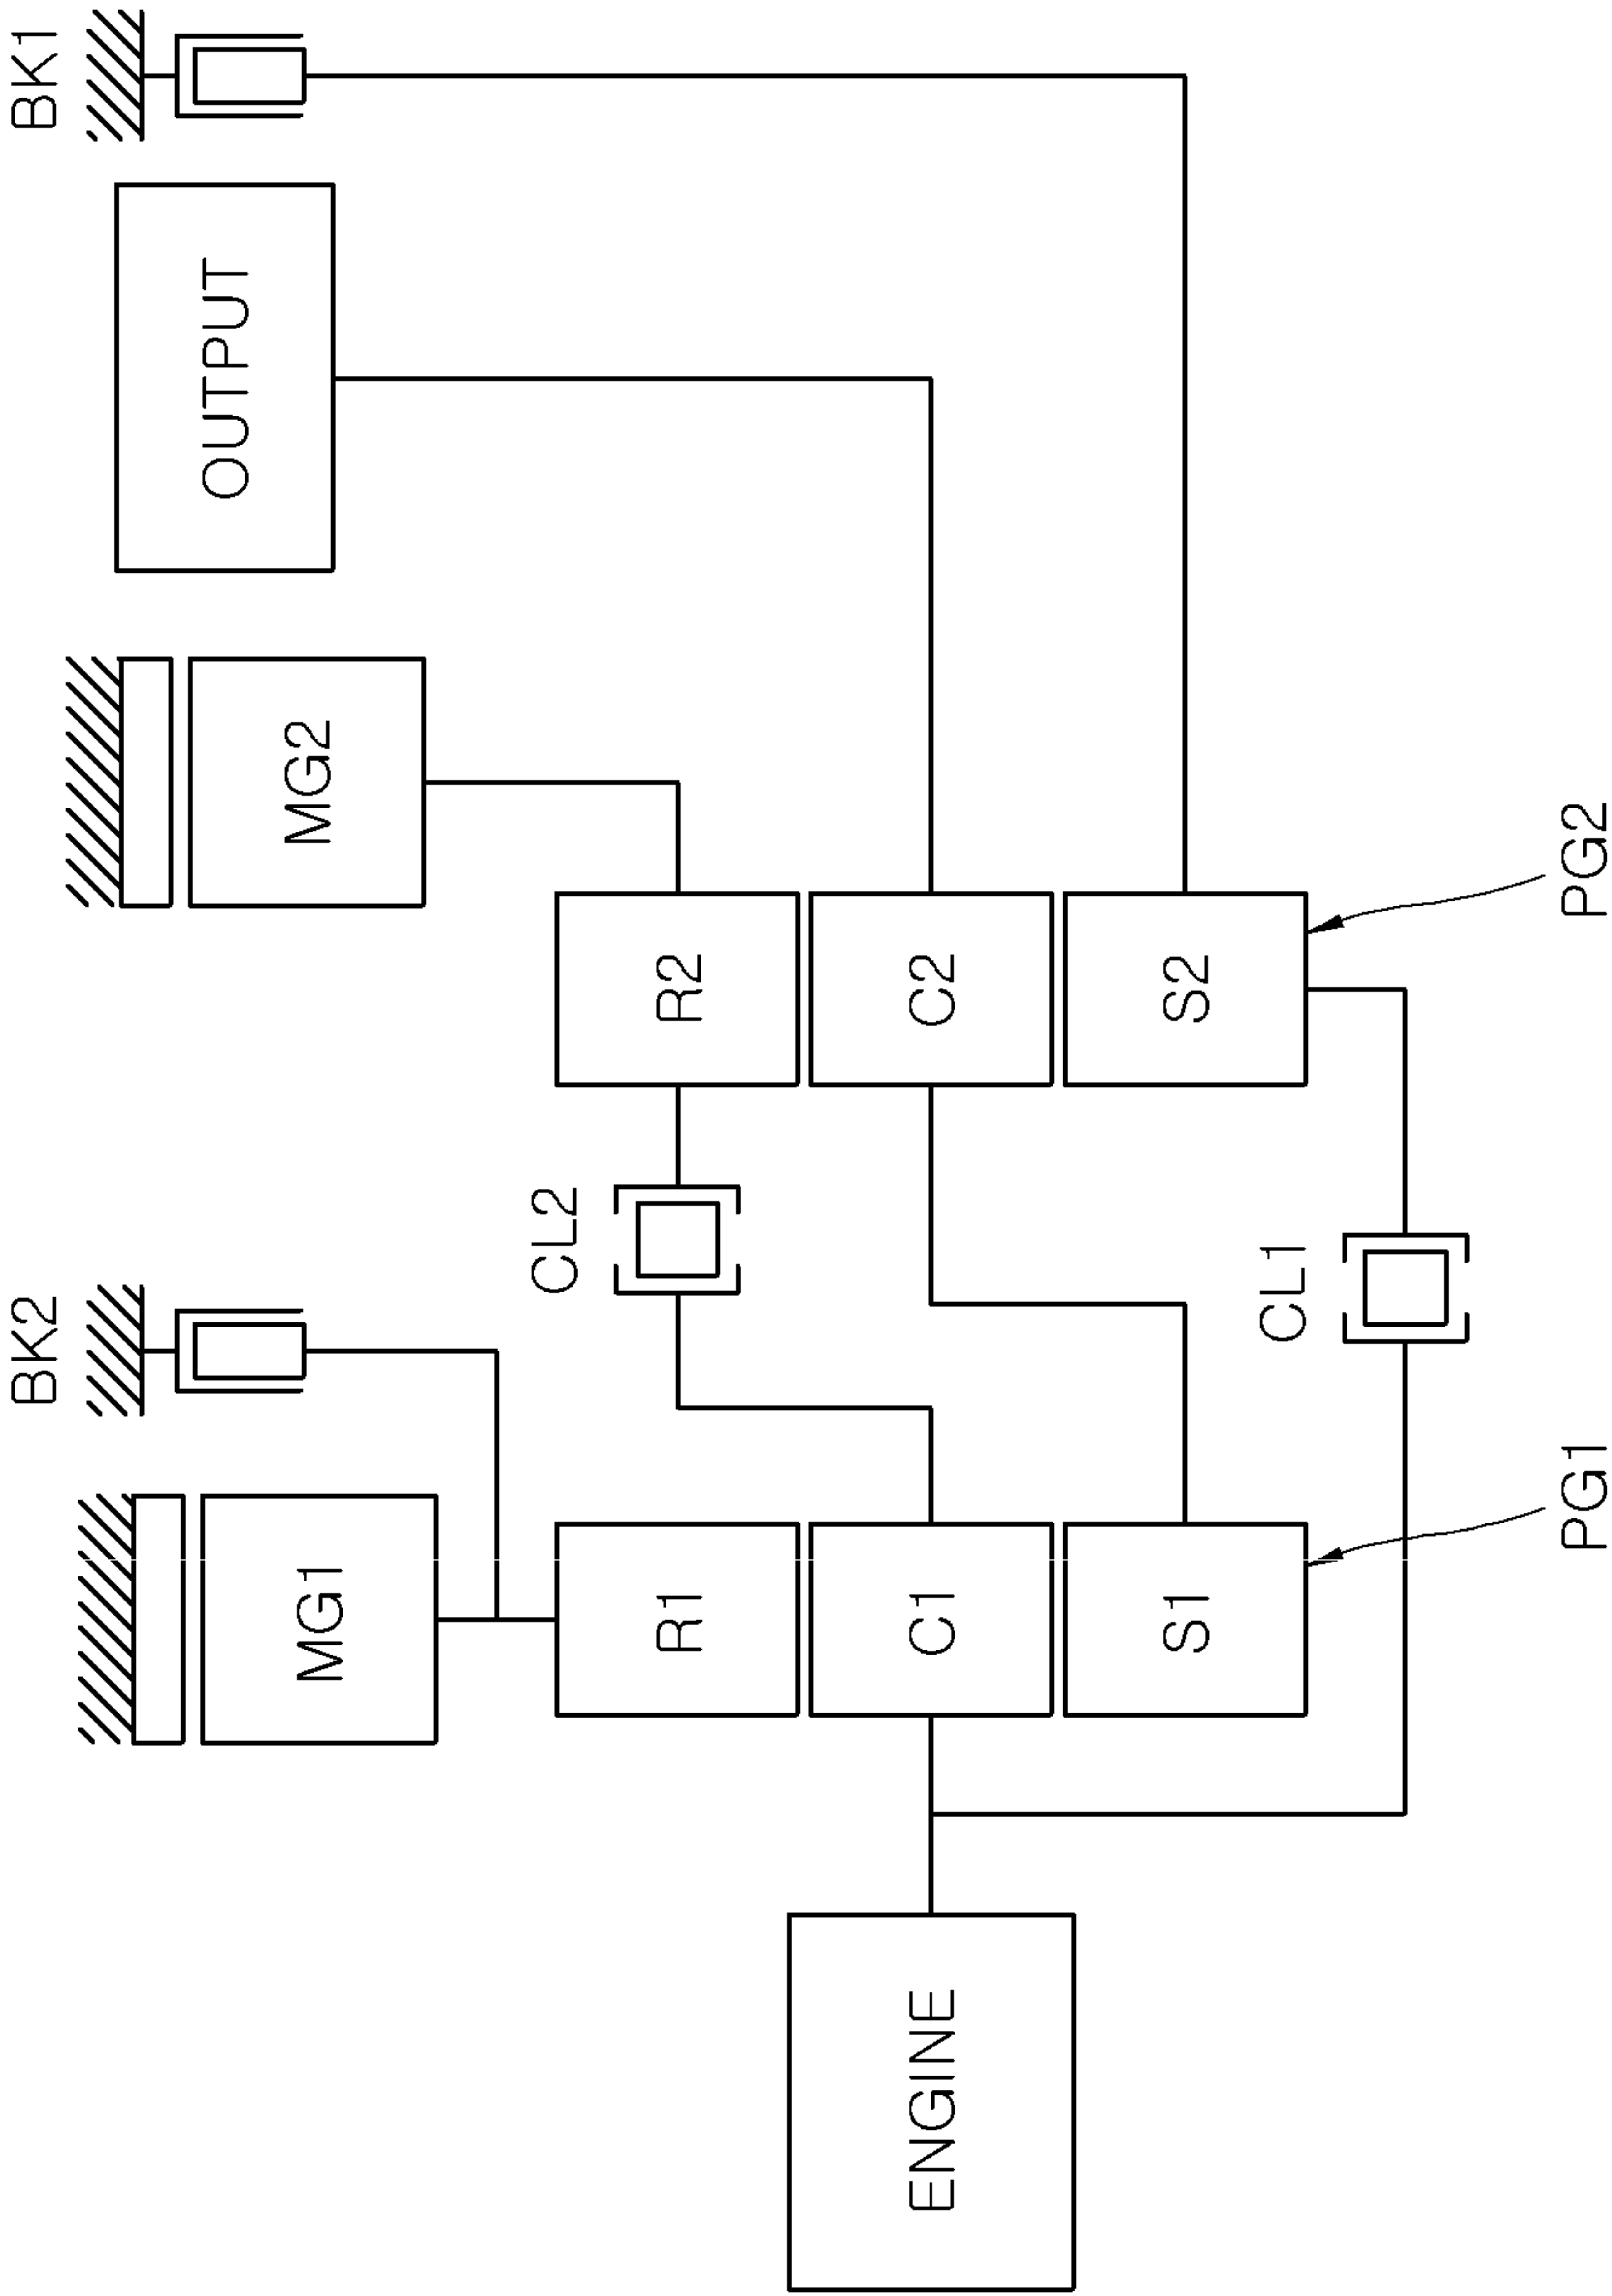 BK2
BK1
MG1
MG2
OUTPUT
CL2
R1
R2
ENGINE
C1
C2
S1
S2
CL1
PG1
PG2